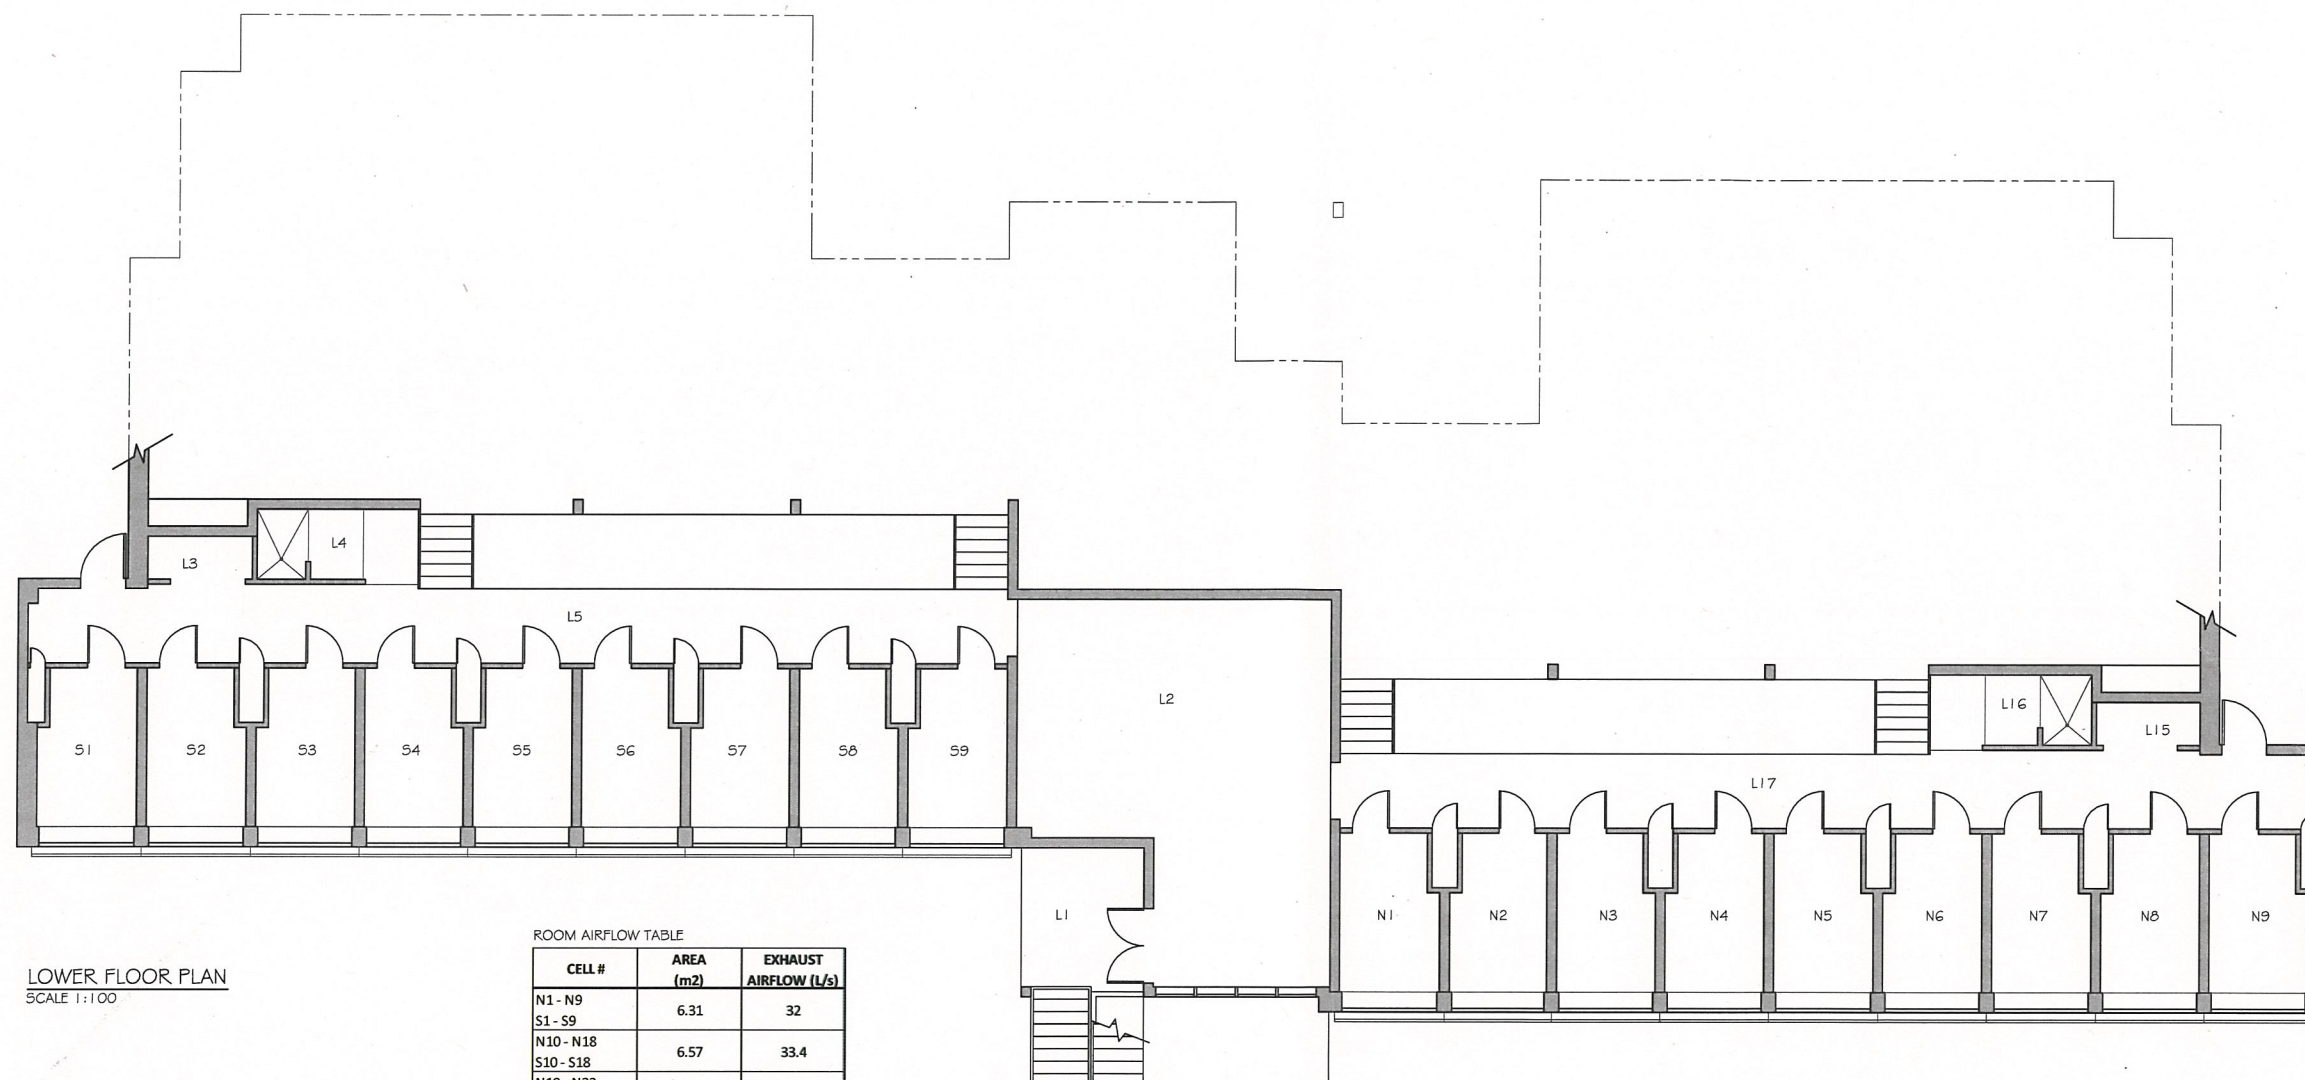 L3
L4
L5
S1
S2
S3
S4
S5
S6
S7
S8
S9
L2
L1
L16
L15
L17
N1
N2
N3
N4
N5
N6
N7
N8
N9
LOWER FLOOR PLAN
SCALE 1:100
ROOM AIRFLOW TABLE
CELL #
AREA
(m2)
EXHAUST
AIRFLOW (L/s)
N1 - N9
S1 - S9
6.31
32
N10 - N18
S10 - S18
6.57
33.4